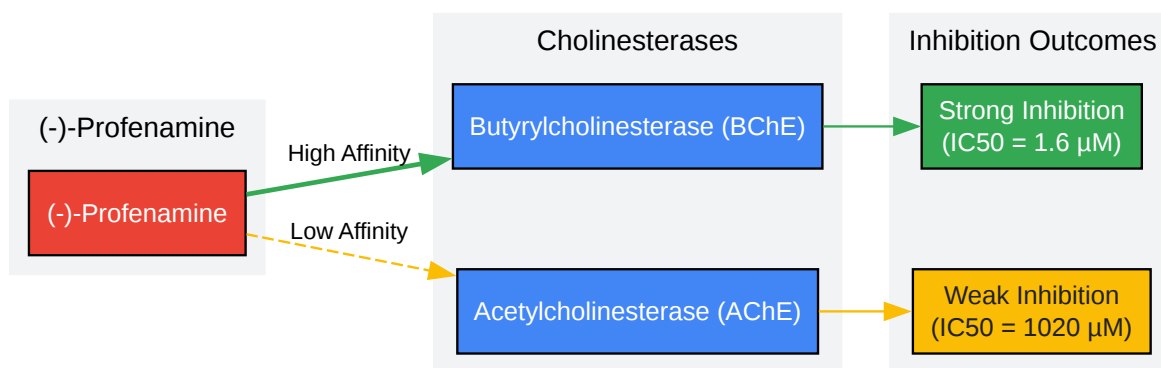 (-)-Profenamine
(-)-Profenamine
High Affinity
Low Affinity
Cholinesterases
Butyrylcholinesterase (BChE)
Acetylcholinesterase (AChE)
Inhibition Outcomes
Strong Inhibition
(IC50 = 1.6 µM)
Weak Inhibition
(IC50 = 1020 µM)